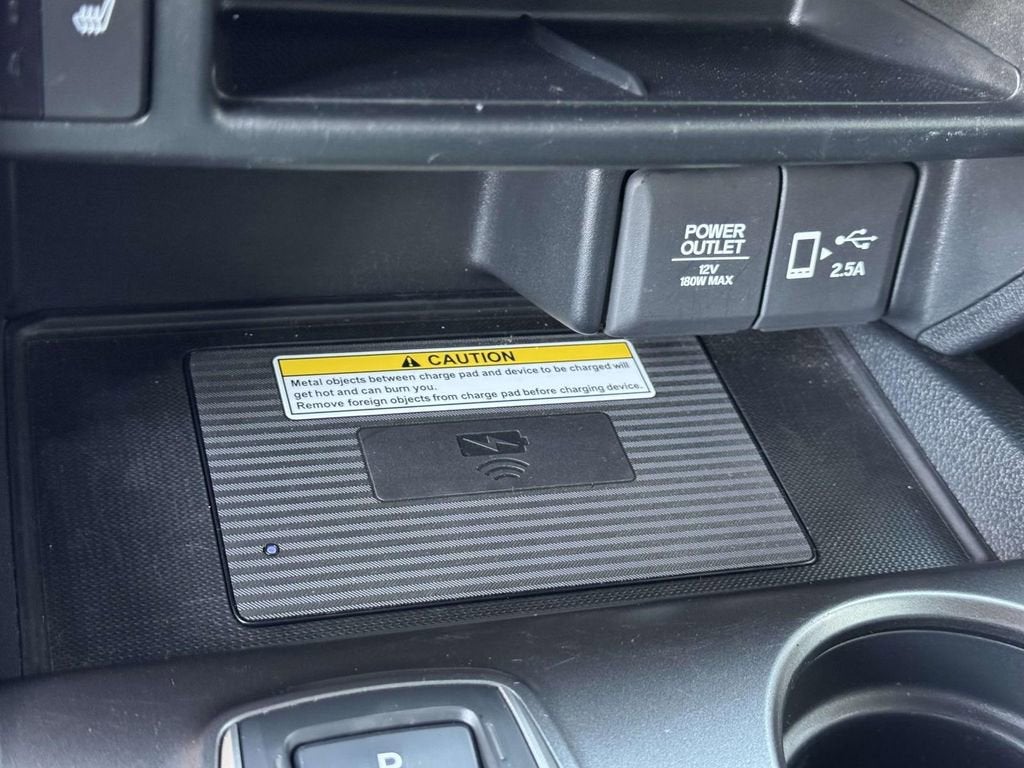 POWER
OUTLET
12V
180W MAX
2.5A
CAUTION
Metal objects between charge pad and device to be charged will
get hot and can burn you.
Remove foreign objects from charge pad before charging device.
P